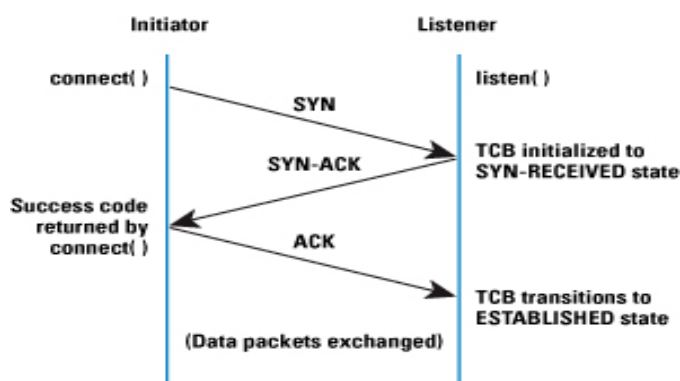 Initiator
Listener
connect( )
listen( )
SYN
TCB initialized to
SYN-RECEIVED state
SYN-ACK
Success code
returned by
connect( )
ACK
TCB transitions to
ESTABLISHED state
(Data packets exchanged)